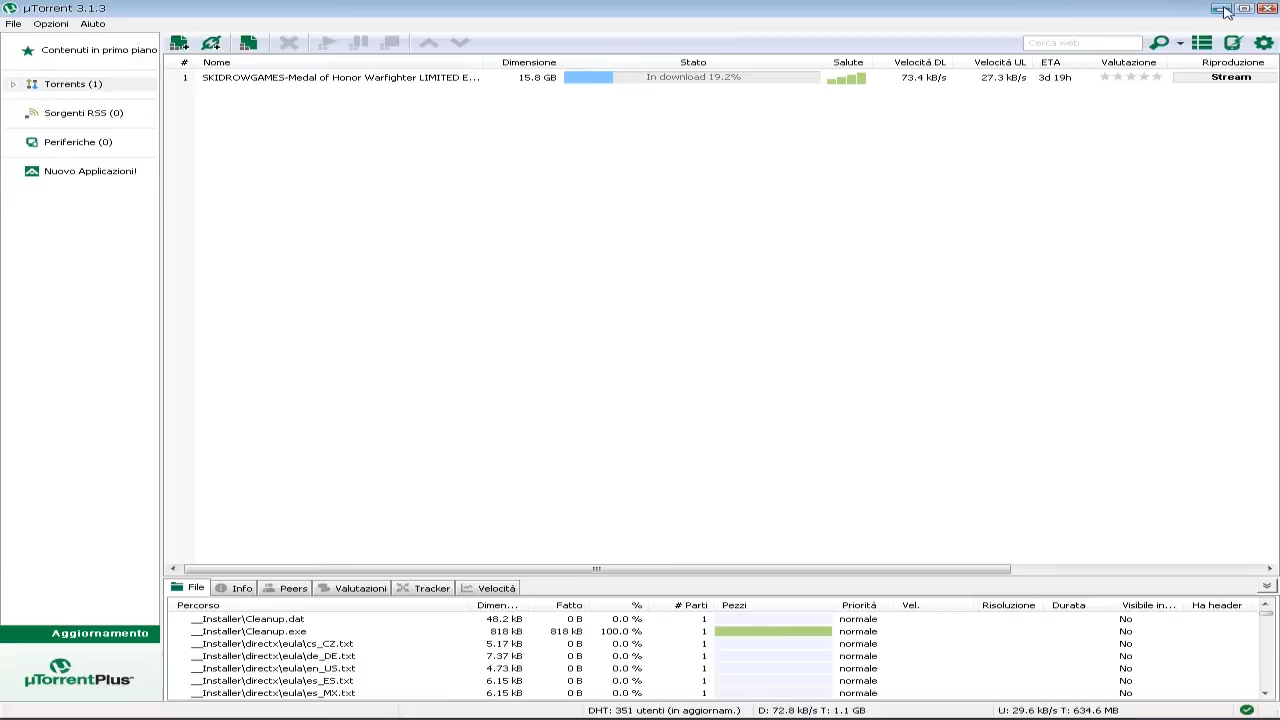 µTorrent 3.1.3
File Opzioni Aiuto
Contenuti in primo piano
Torrents (1)
Sorgenti RSS (0)
Periferiche (0)
Nuovo Applicazioni!
Aggiornamento
µTorrentPlus
Cerca web
# Nome Dimensione Stato Salute Velocità DL Velocità UL ETA Valutazione Riproduzione
1 SKIDROWGAMES-Medal of Honor Warfighter LIMITED E... 15.8 GB In download 19.2% 73.4 kB/s 27.3 kB/s 3d 19h Stream
File Info Peers Valutazioni Tracker Velocità
Percorso Dimen... Fatto % # Parti Pezzi Priorità Vel. Risoluzione Durata Visibile in... Ha header
__Installer\Cleanup.dat 48.2 kB 0 B 0.0 % 1 normale No
__Installer\Cleanup.exe 818 kB 818 kB 100.0 % 1 normale No
__Installer\directx\eula\cs_CZ.txt 5.17 kB 0 B 0.0 % 1 normale No
__Installer\directx\eula\de_DE.txt 7.37 kB 0 B 0.0 % 1 normale No
__Installer\directx\eula\en_US.txt 4.73 kB 0 B 0.0 % 1 normale No
__Installer\directx\eula\es_ES.txt 6.15 kB 0 B 0.0 % 1 normale No
__Installer\directx\eula\es_MX.txt 6.15 kB 0 B 0.0 % 1 normale No
DHT: 351 utenti (in aggiornam.) D: 72.8 kB/s T: 1.1 GB U: 29.6 kB/s T: 634.6 MB